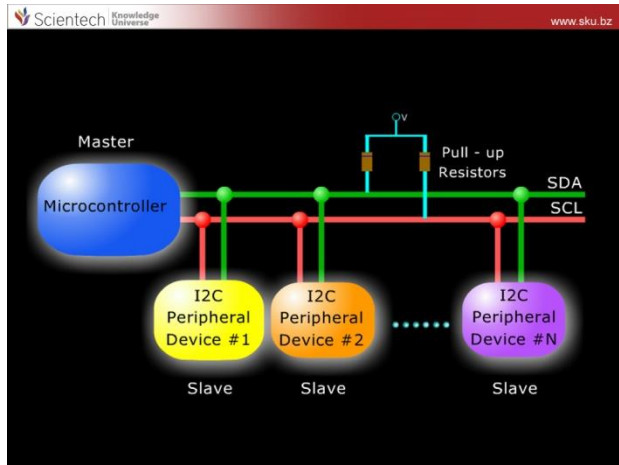 Scientech Knowledge Universe
www.sku.bz
V
Master
Pull - up
Resistors
SDA
SCL
Microcontroller
I2C
Peripheral
Device #1
I2C
Peripheral
Device #2
I2C
Peripheral
Device #N
Slave
Slave
Slave